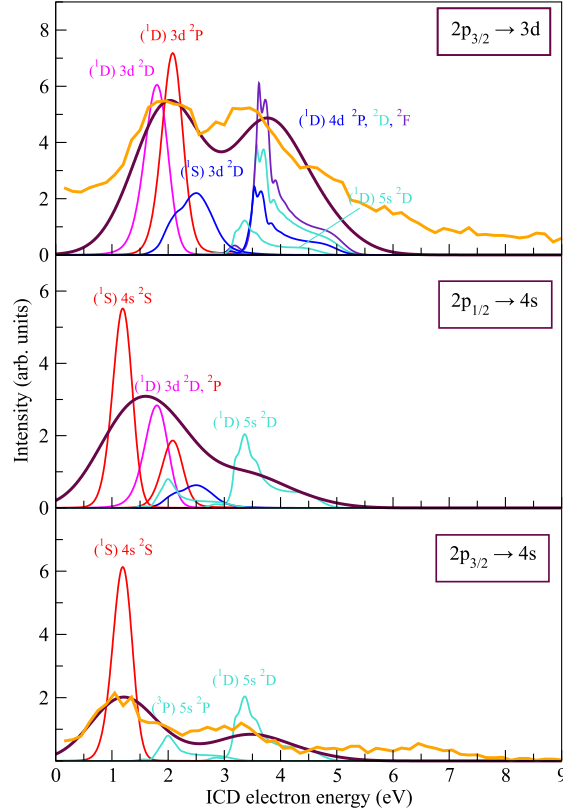 8
6
4
2
0
(¹D) 3d ²P
2p₃/₂ → 3d
(¹D) 3d ²D
(¹D) 4d ²P, ²D, ²F
(¹S) 3d ²D
(¹D) 5s ²D
6
4
2
0
(¹S) 4s ²S
2p₁/₂ → 4s
(¹D) 3d ²D, ²P
(¹D) 5s ²D
Intensity (arb. units)
6
4
2
(¹S) 4s ²S
2p₃/₂ → 4s
(¹D) 5s ²D
(³P) 5s ²P
0 1 2 3 4 5 6 7 8 9
ICD electron energy (eV)